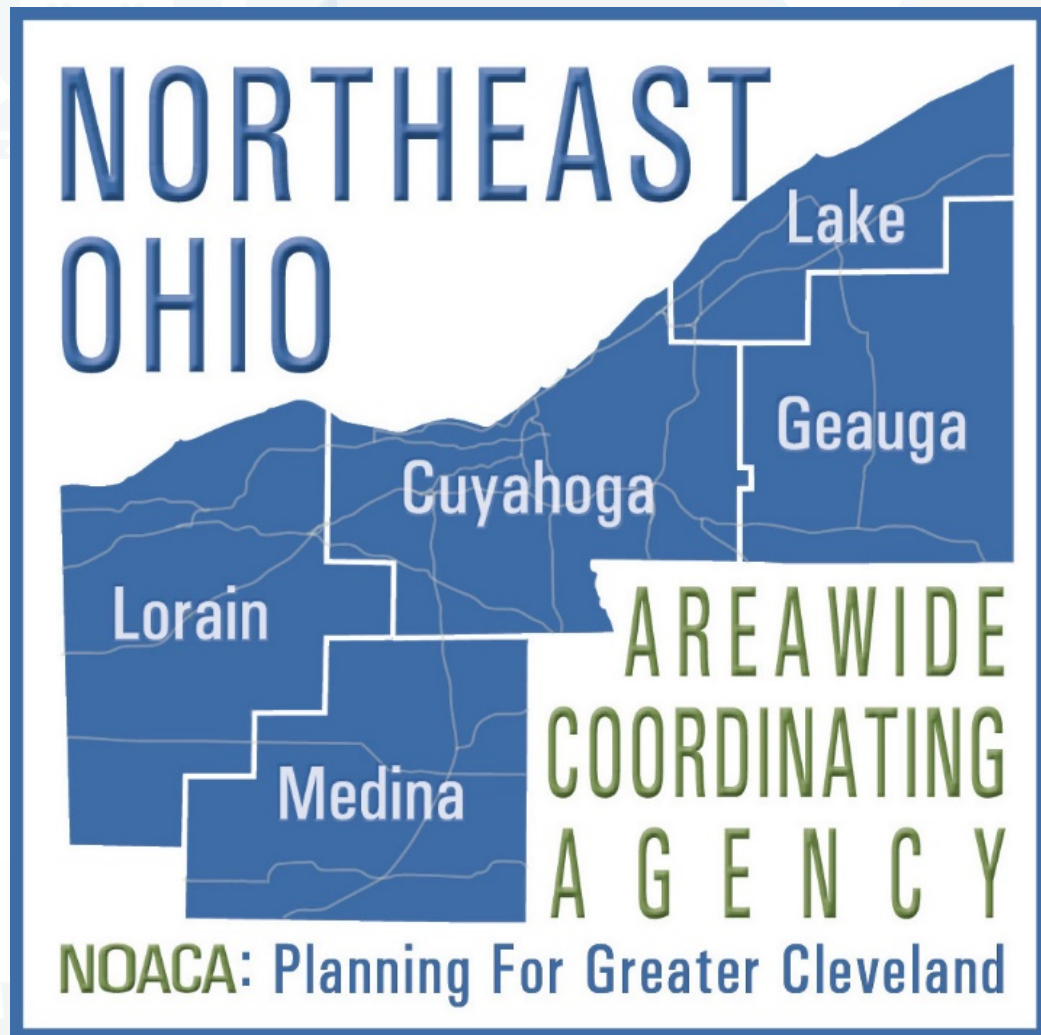 NORTHEAST
OHIO
Lake
Geauga
Cuyahoga
Lorain
Medina
AREAWIDE
COORDINATING
AGENCY
NOACA: Planning For Greater Cleveland